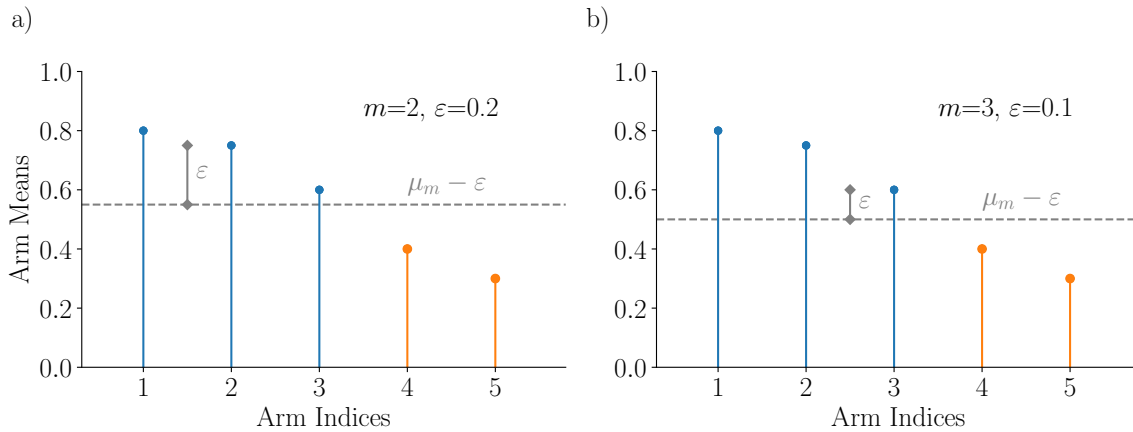 a)
Arm Means
1.0
0.8
0.6
0.4
0.2
0.0
m=2, ε=0.2
ε
μ_m − ε
1 2 3 4 5
Arm Indices
b)
1.0
0.8
0.6
0.4
0.2
0.0
m=3, ε=0.1
ε
μ_m − ε
1 2 3 4 5
Arm Indices